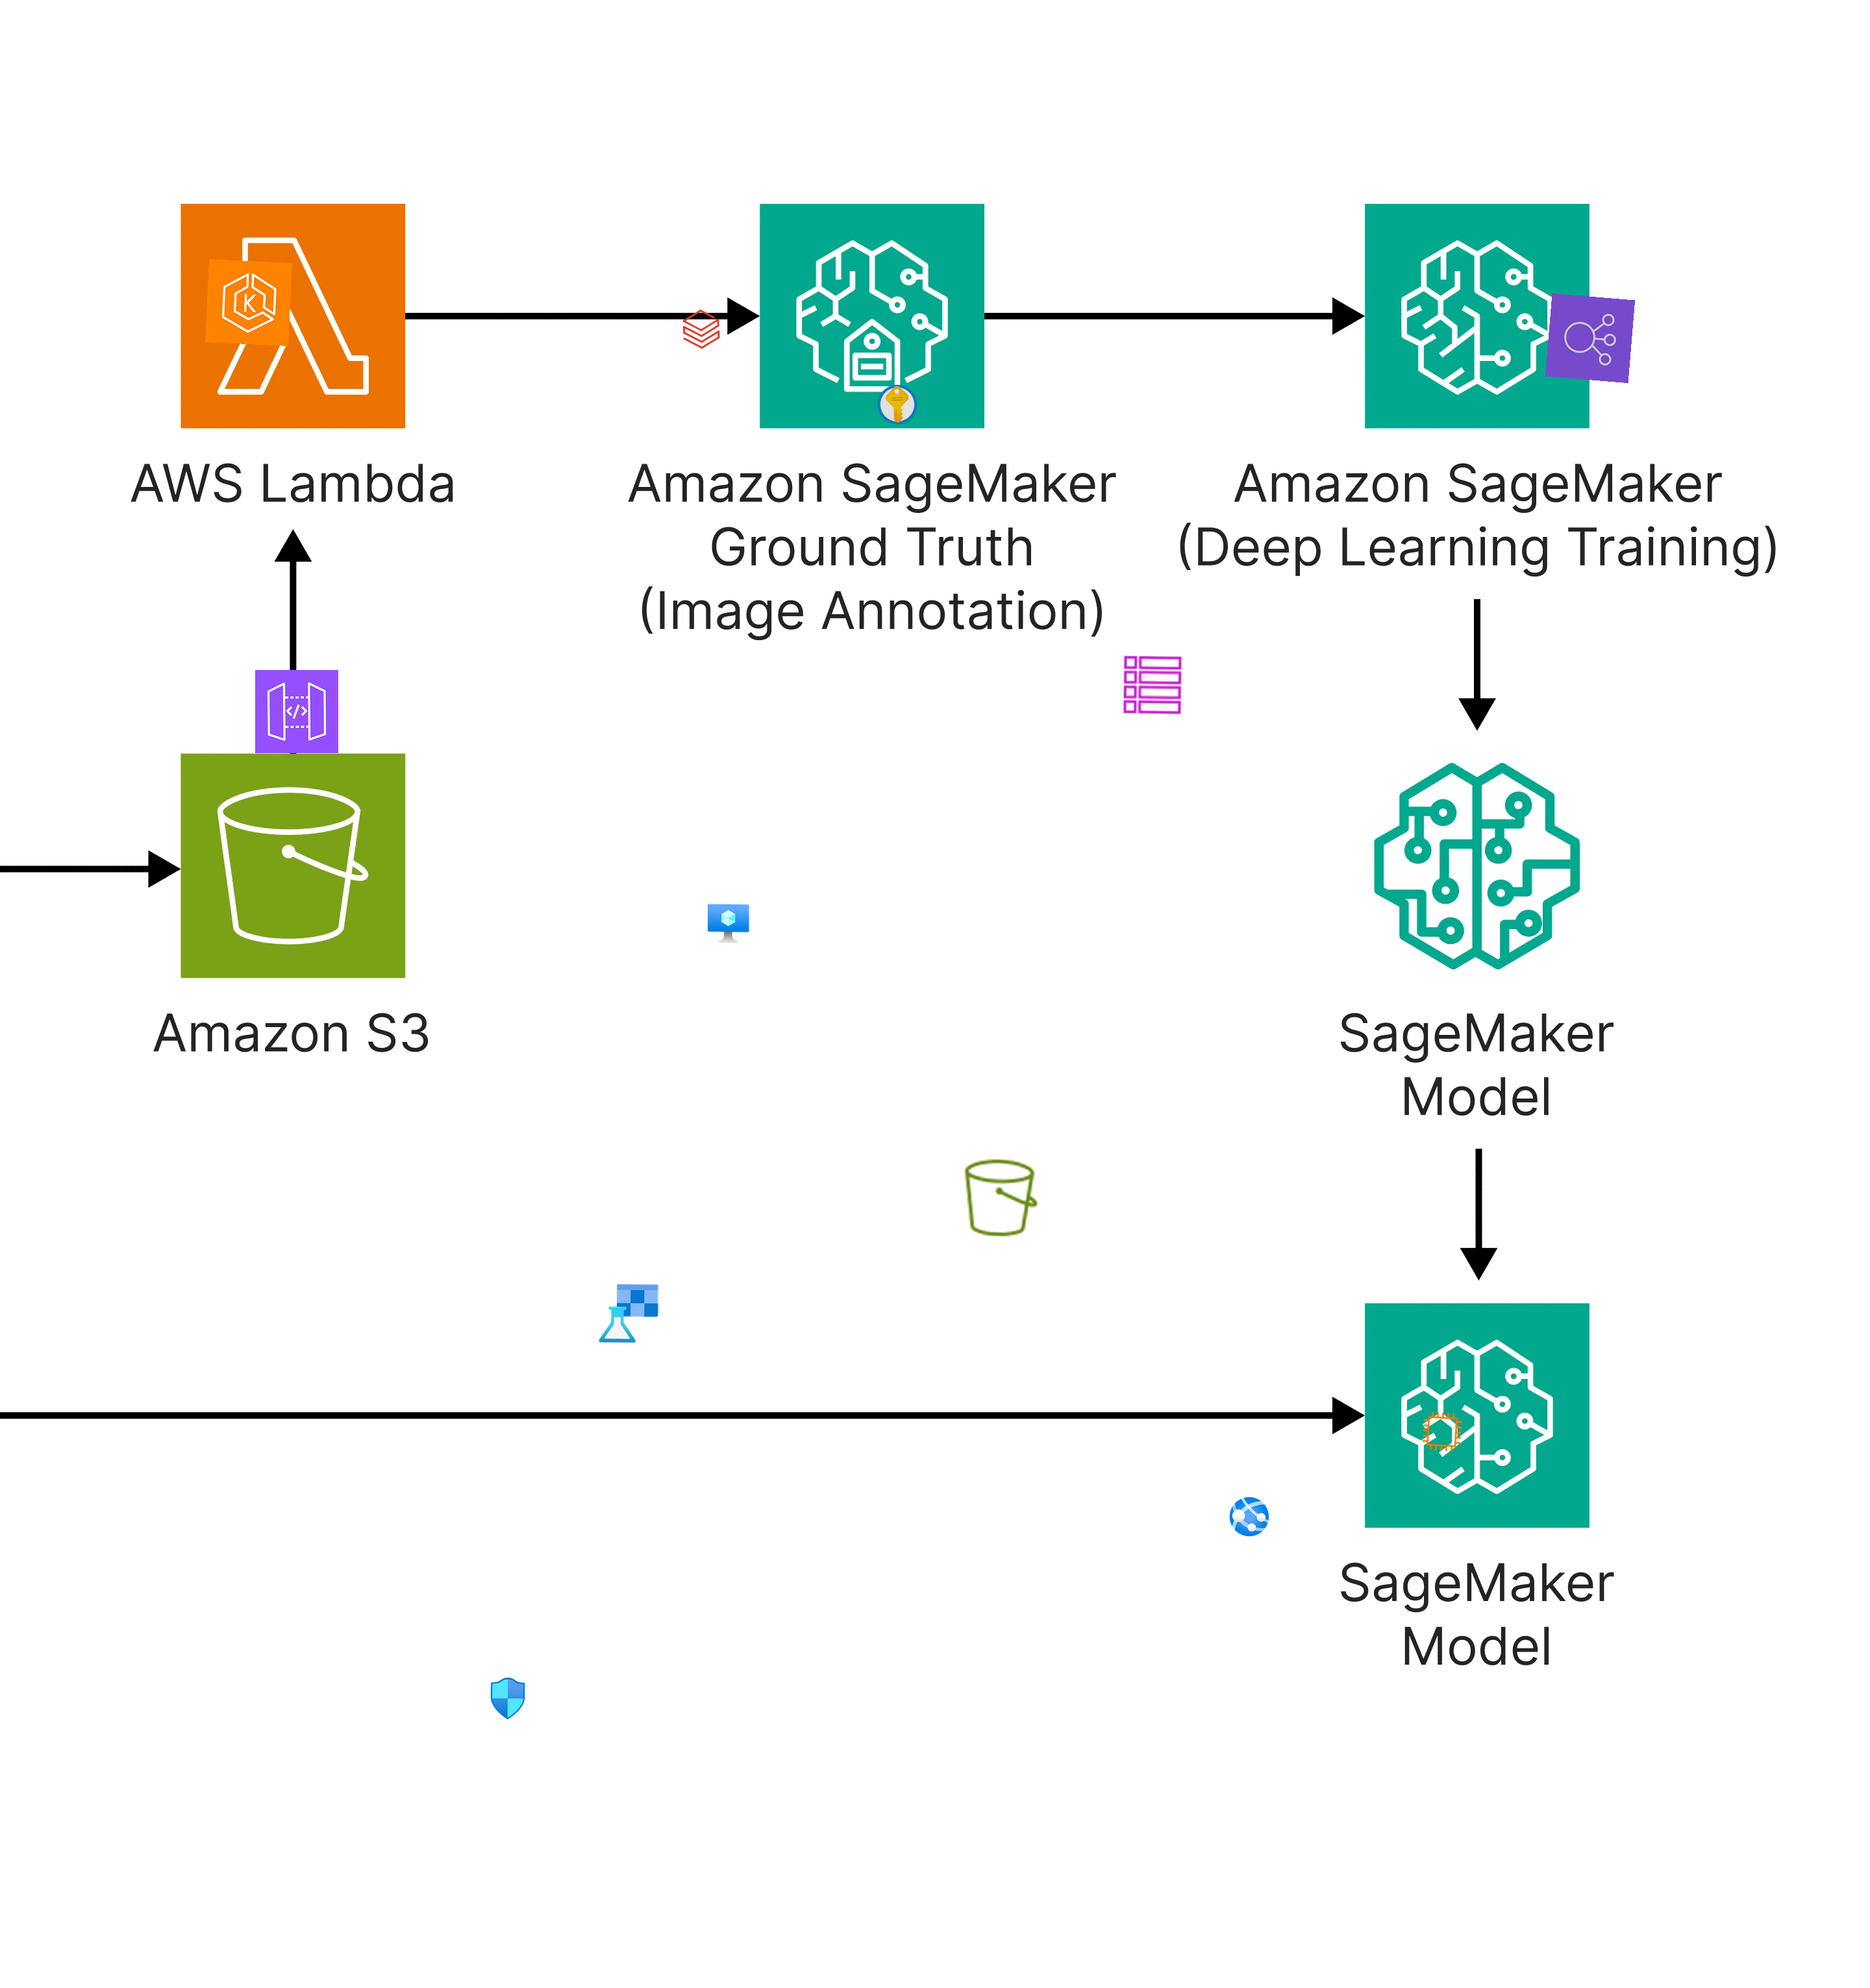 AWS Lambda
Amazon SageMaker
Ground Truth
(Image Annotation)
Amazon SageMaker
(Deep Learning Training)
Amazon S3
SageMaker
Model
SageMaker
Model